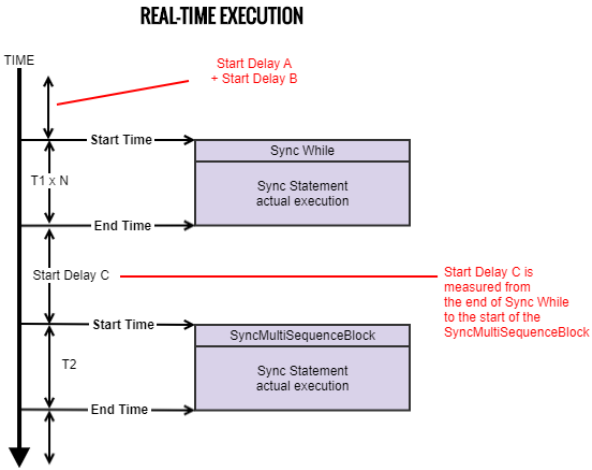 REAL-TIME EXECUTION
TIME
Start Delay A
+ Start Delay B
Start Time
Sync While
T1 x N
Sync Statement
actual execution
End Time
Start Delay C
Start Delay C is
measured from
the end of Sync While
to the start of the
SyncMultiSequenceBlock
Start Time
SyncMultiSequenceBlock
T2
Sync Statement
actual execution
End Time